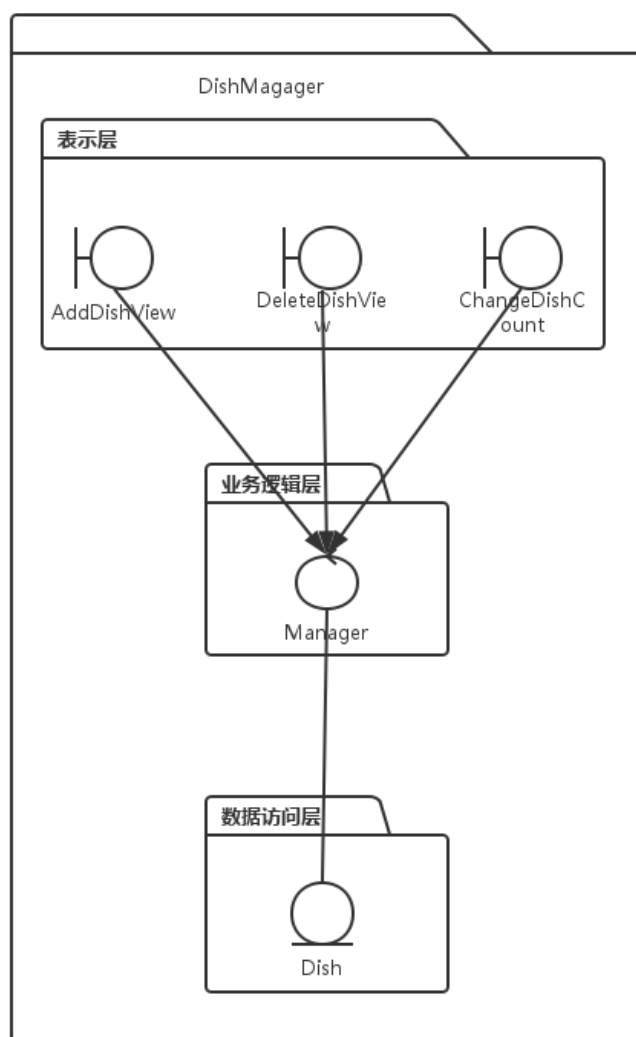 DishMagager
表示层
AddDishView
DeleteDishVie
w
ChangeDishC
ount
业务逻辑层
Manager
数据访问层
Dish